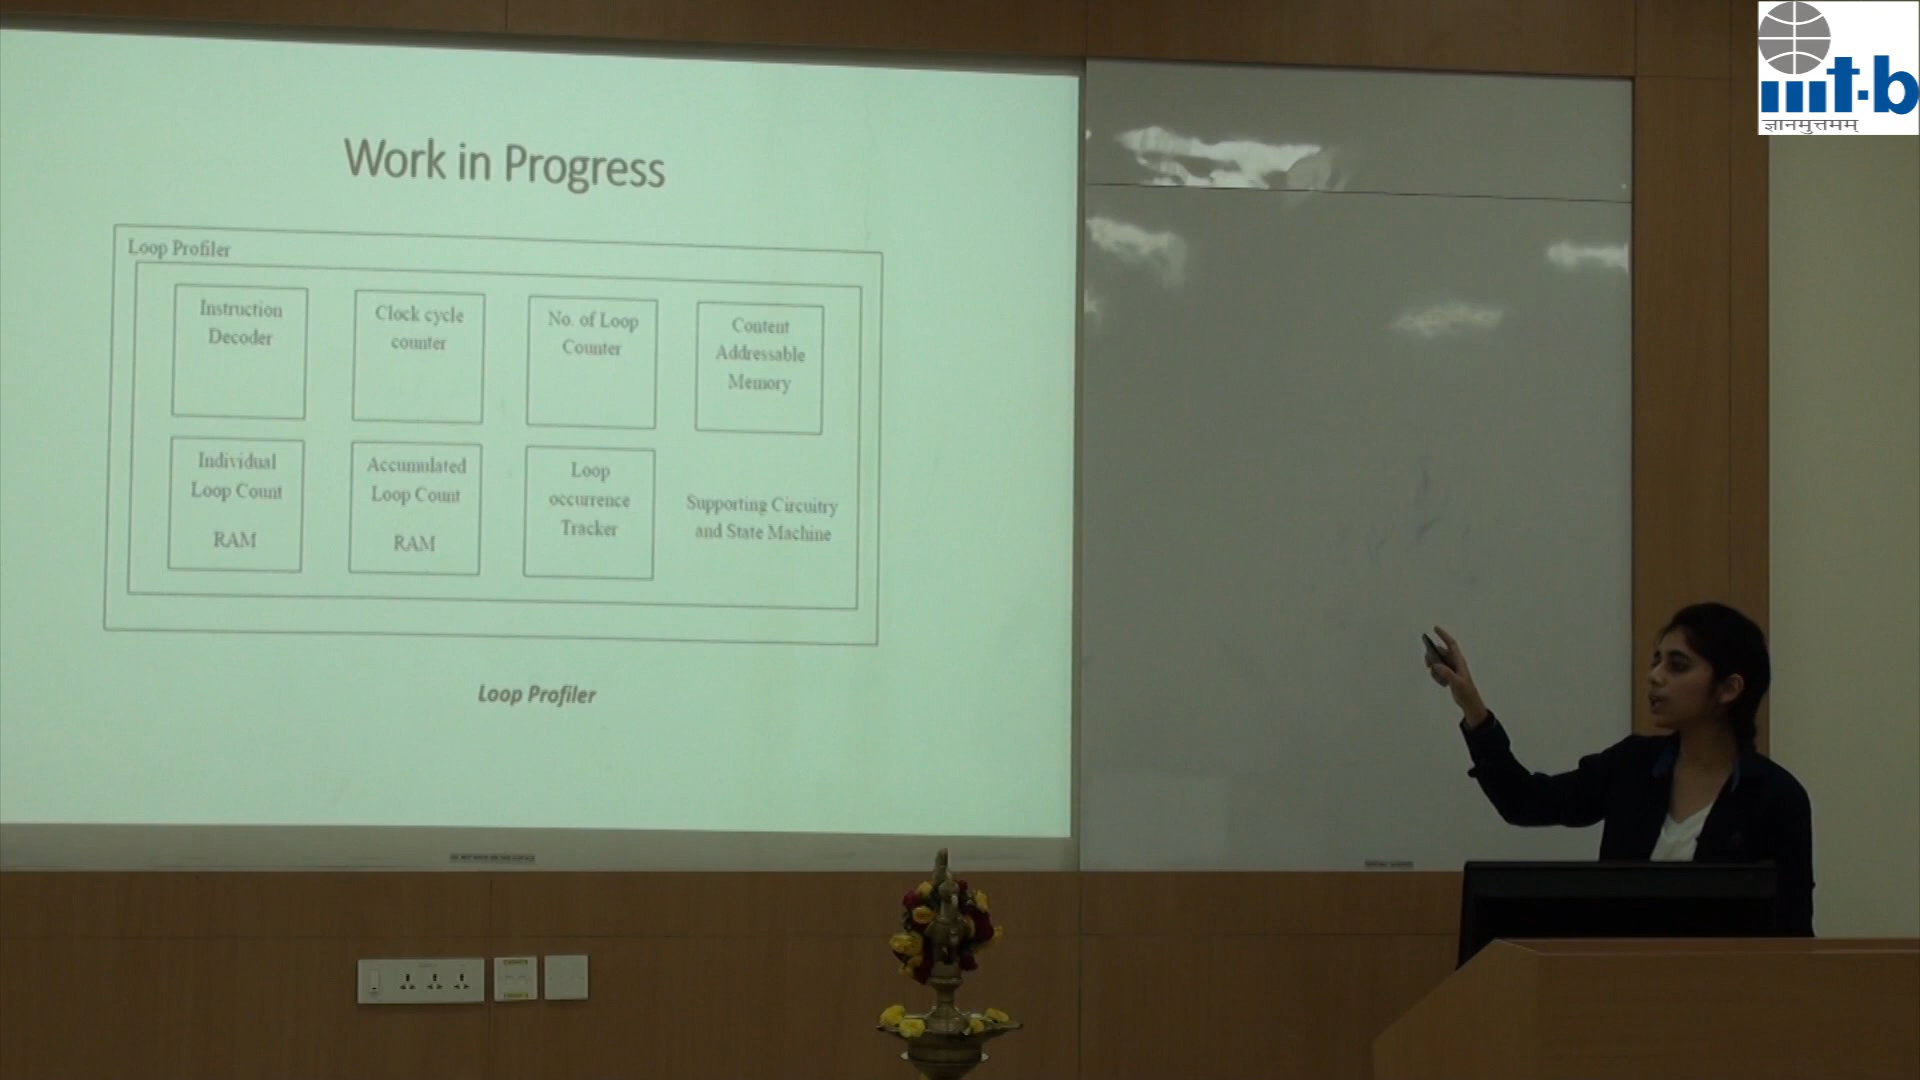 iiit-b
ज्ञानमुत्तमम्
Work in Progress
Loop Profiler
Instruction
Decoder
Clock cycle
counter
No. of Loop
Counter
Content
Addressable
Memory
Individual
Loop Count
RAM
Accumulated
Loop Count
RAM
Loop
occurrence
Tracker
Supporting Circuitry
and State Machine
Loop Profiler